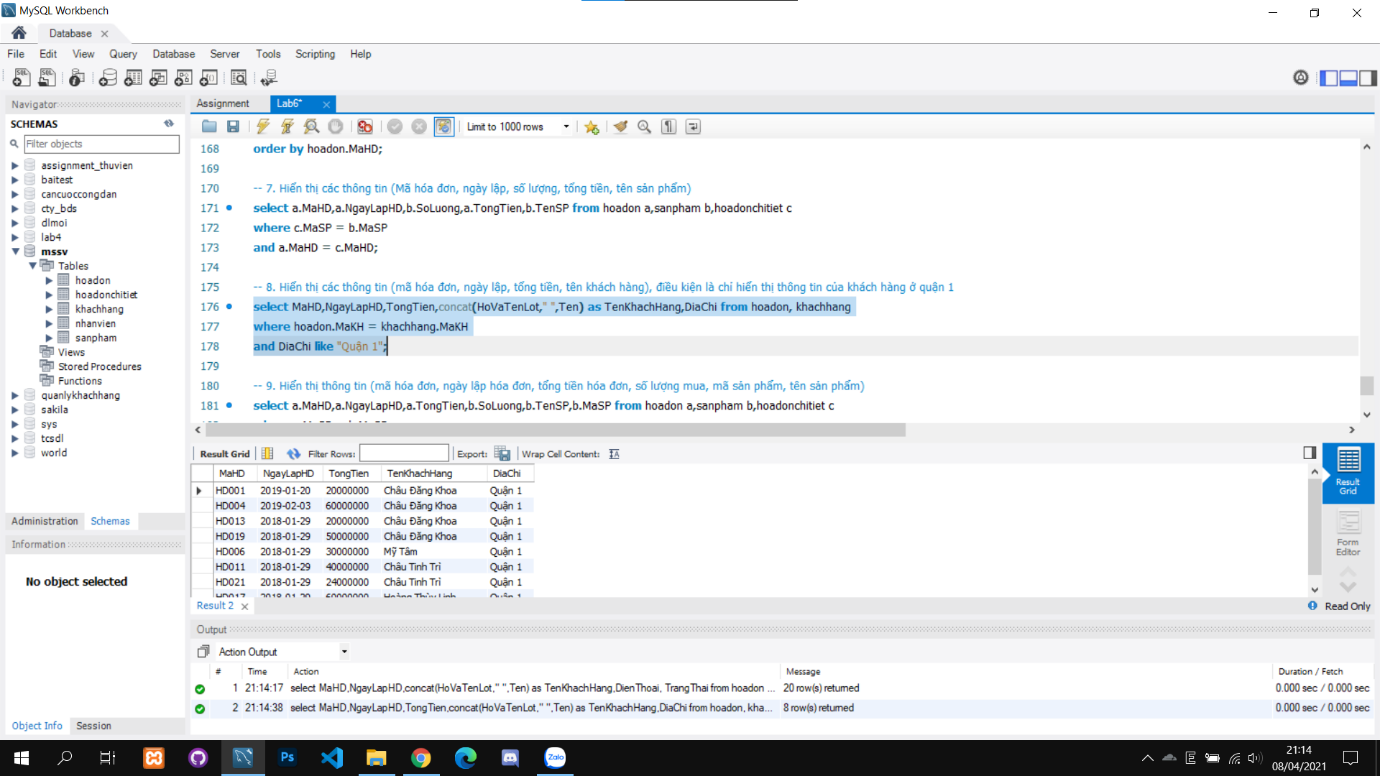 MySQL Workbench
Database
File Edit View Query Database Server Tools Scripting Help
Navigator
SCHEMAS
Filter objects
assignment_thuvien
baitest
cancuoccongdan
cty_bds
dlmoi
lab4
mssv
Tables
hoadon
hoadonchitiet
khachhang
nhanvien
sanpham
Views
Stored Procedures
Functions
quanlykhachhang
sakila
sys
tcsdl
world
Administration Schemas
Information
No object selected
Object Info Session
Assignment Lab6*
Limit to 1000 rows
168 order by hoadon.MaHD;
169
170 -- 7. Hiển thị các thông tin (Mã hóa đơn, ngày lập, số lượng, tổng tiền, tên sản phẩm)
171 select a.MaHD,a.NgayLapHD,b.SoLuong,a.TongTien,b.TenSP from hoadon a,sanpham b,hoadonchitiet c
172 where c.MaSP = b.MaSP
173 and a.MaHD = c.MaHD;
174
175 -- 8. Hiển thị các thông tin (mã hóa đơn, ngày lập, tổng tiền, tên khách hàng), điều kiện là chỉ hiển thị thông tin của khách hàng ở quận 1
176 select MaHD,NgayLapHD,TongTien,concat(HoVaTenLot," ",Ten) as TenKhachHang,DiaChi from hoadon, khachhang
177 where hoadon.MaKH = khachhang.MaKH
178 and DiaChi like "Quận 1";
179
180 -- 9. Hiển thị thông tin (mã hóa đơn, ngày lập hóa đơn, tổng tiền hóa đơn, số lượng mua, mã sản phẩm, tên sản phẩm)
181 select a.MaHD,a.NgayLapHD,a.TongTien,b.SoLuong,b.TenSP,b.MaSP from hoadon a,sanpham b,hoadonchitiet c
Result Grid Filter Rows: Export: Wrap Cell Content:
MaHD NgayLapHD TongTien TenKhachHang DiaChi
HD001 2019-01-20 20000000 Châu Đăng Khoa Quận 1
HD004 2019-02-03 60000000 Châu Đăng Khoa Quận 1
HD013 2018-01-29 20000000 Châu Đăng Khoa Quận 1
HD019 2018-01-29 50000000 Châu Đăng Khoa Quận 1
HD006 2018-01-29 30000000 Mỹ Tâm Quận 1
HD011 2018-01-29 40000000 Châu Tinh Trì Quận 1
HD021 2018-01-29 24000000 Châu Tinh Trì Quận 1
HD017 2018-01-29 60000000 Hoàng Thùy Linh Quận 1
Result Grid
Form Editor
Result 2
Read Only
Output
Action Output
# Time Action Message Duration / Fetch
1 21:14:17 select MaHD,NgayLapHD,concat(HoVaTenLot," ",Ten) as TenKhachHang,DienThoai, TrangThai from hoadon ... 20 row(s) returned 0.000 sec / 0.000 sec
2 21:14:38 select MaHD,NgayLapHD,TongTien,concat(HoVaTenLot," ",Ten) as TenKhachHang,DiaChi from hoadon, kha... 8 row(s) returned 0.000 sec / 0.000 sec
Ps
Zalo
E
21:14
08/04/2021